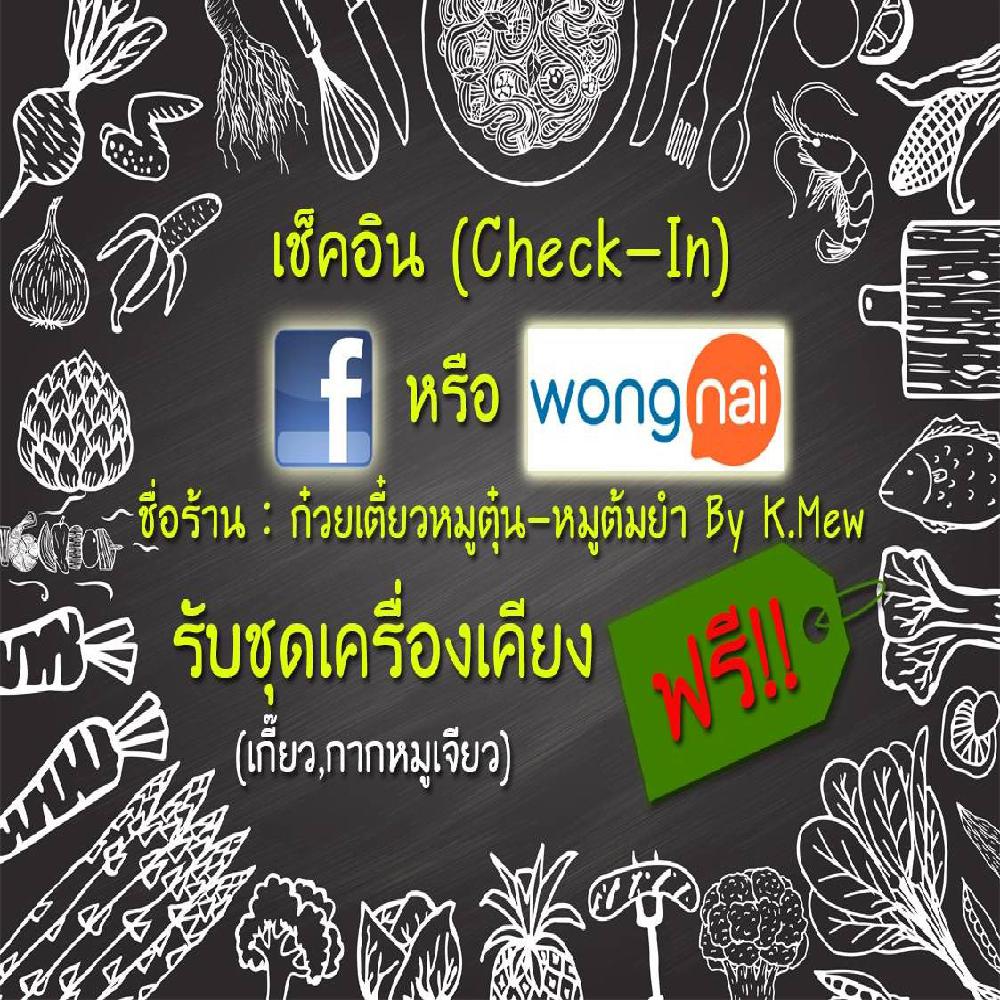 เช็คอิน (Check-In)
f หรือ wongnai
ชื่อร้าน : ก๋วยเตี๋ยวหมูตุ๋น-หมูต้มยำ By K.Mew
รับชุดเครื่องเคียง ฟรี!!
(เกี๊ยว,กากหมูเจียว)